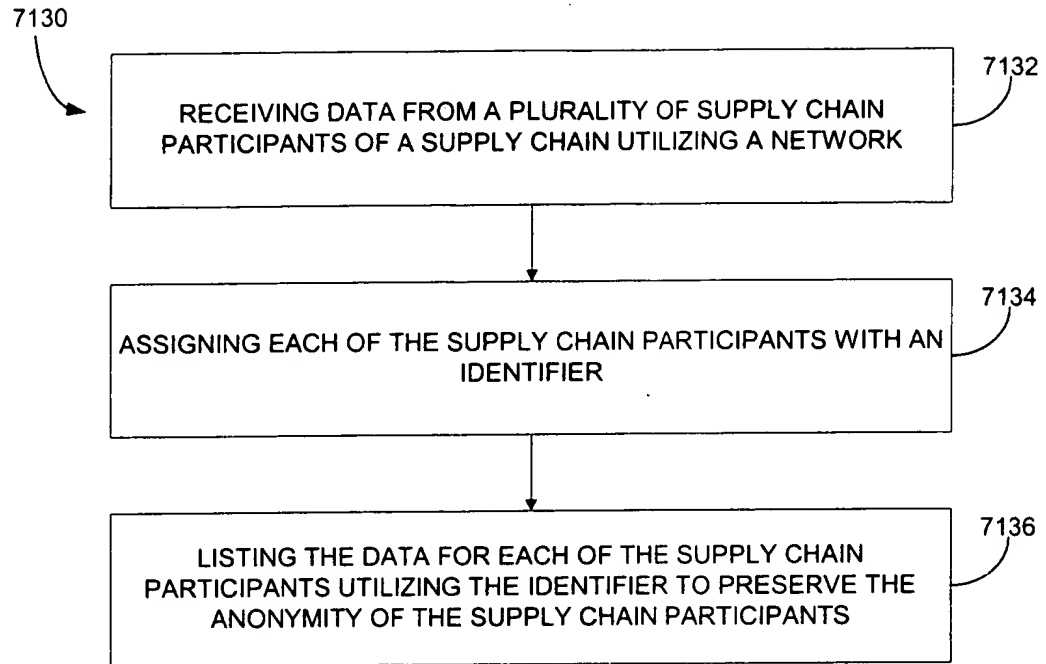 7130
7132
RECEIVING DATA FROM A PLURALITY OF SUPPLY CHAIN
PARTICIPANTS OF A SUPPLY CHAIN UTILIZING A NETWORK
7134
ASSIGNING EACH OF THE SUPPLY CHAIN PARTICIPANTS WITH AN
IDENTIFIER
7136
LISTING THE DATA FOR EACH OF THE SUPPLY CHAIN
PARTICIPANTS UTILIZING THE IDENTIFIER TO PRESERVE THE
ANONYMITY OF THE SUPPLY CHAIN PARTICIPANTS